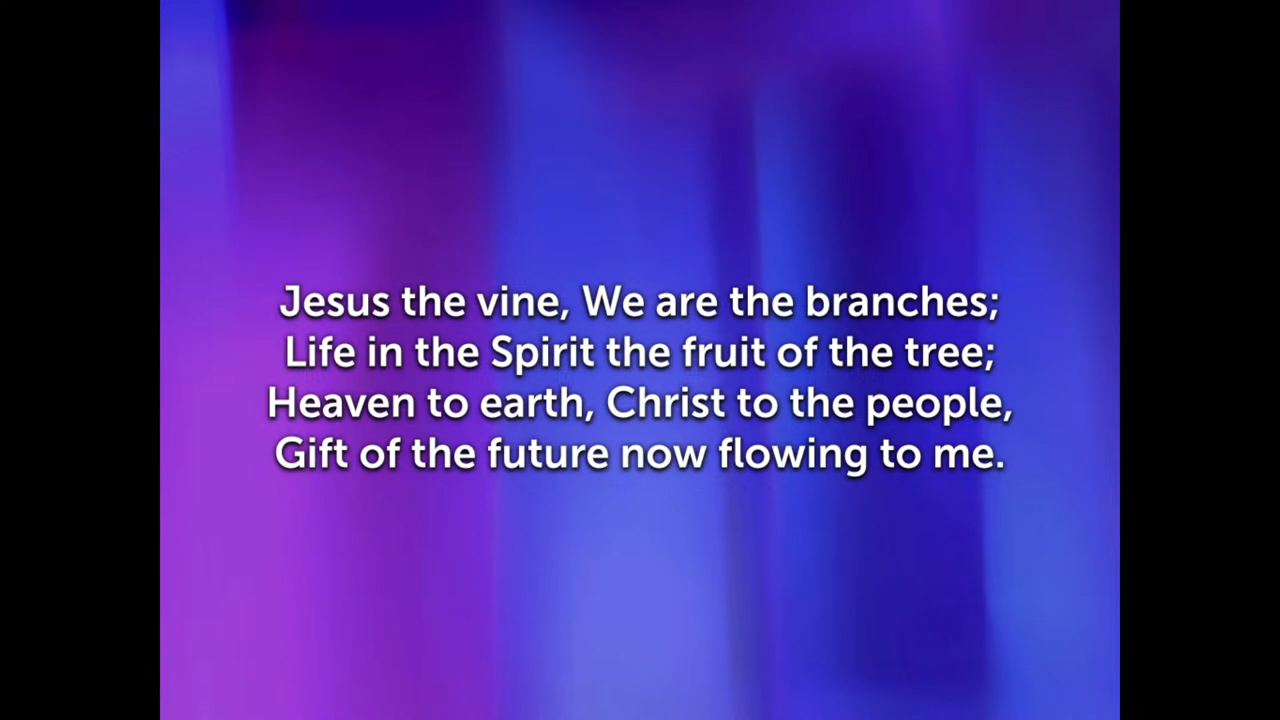 Jesus the vine, We are the branches;
Life in the Spirit the fruit of the tree;
Heaven to earth, Christ to the people,
Gift of the future now flowing to me.